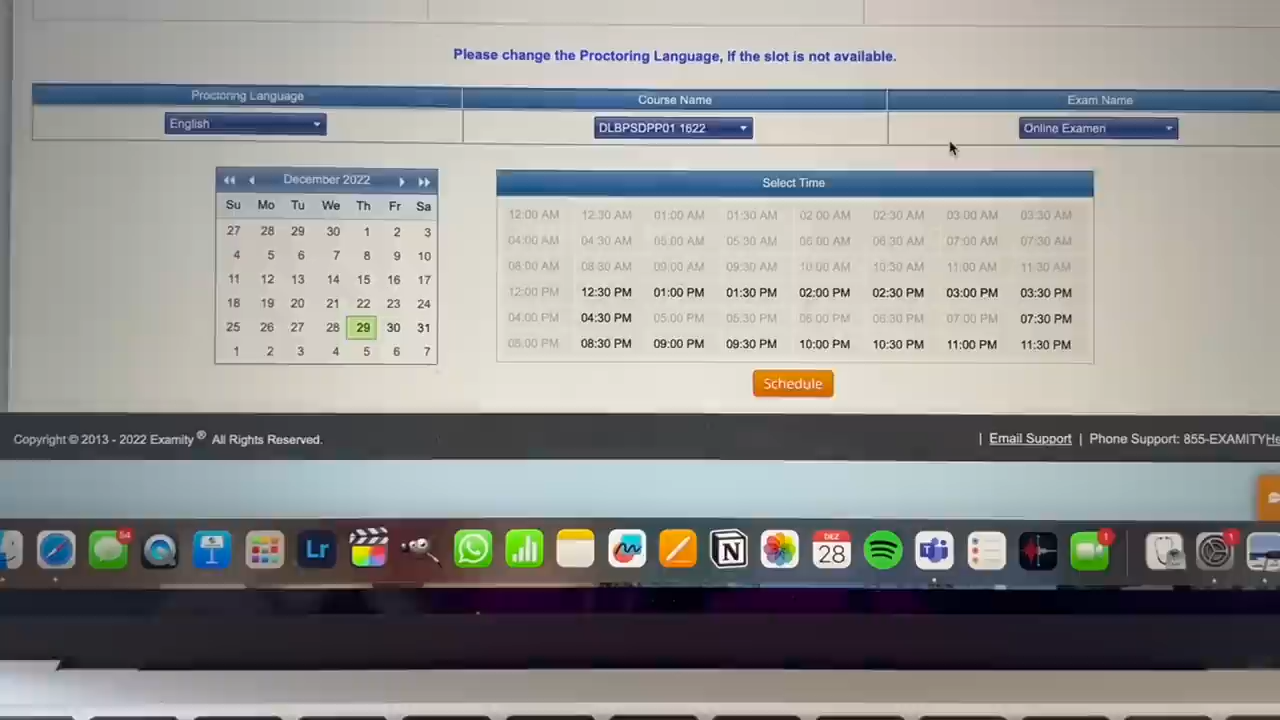 Please change the Proctoring Language, If the slot is not available.
Proctoring Language Course Name Exam Name
English DLBPSDPP01 1622 Online Examen
December 2022
Su Mo Tu We Th Fr Sa
27 28 29 30 1 2 3
4 5 6 7 8 9 10
11 12 13 14 15 16 17
18 19 20 21 22 23 24
25 26 27 28 29 30 31
1 2 3 4 5 6 7
Select Time
12:00 AM 12:30 AM 01:00 AM 01:30 AM 02:00 AM 02:30 AM 03:00 AM 03:30 AM
04:00 AM 04:30 AM 05:00 AM 05:30 AM 06:00 AM 06:30 AM 07:00 AM 07:30 AM
08:00 AM 08:30 AM 09:00 AM 09:30 AM 10:00 AM 10:30 AM 11:00 AM 11:30 AM
12:00 PM 12:30 PM 01:00 PM 01:30 PM 02:00 PM 02:30 PM 03:00 PM 03:30 PM
04:00 PM 04:30 PM 05:00 PM 05:30 PM 06:00 PM 06:30 PM 07:00 PM 07:30 PM
08:00 PM 08:30 PM 09:00 PM 09:30 PM 10:00 PM 10:30 PM 11:00 PM 11:30 PM
Schedule
Copyright © 2013 - 2022 Examity ® All Rights Reserved. | Email Support | Phone Support: 855-EXAMITYHe
54
Lr
N
DEZ
28
1
1